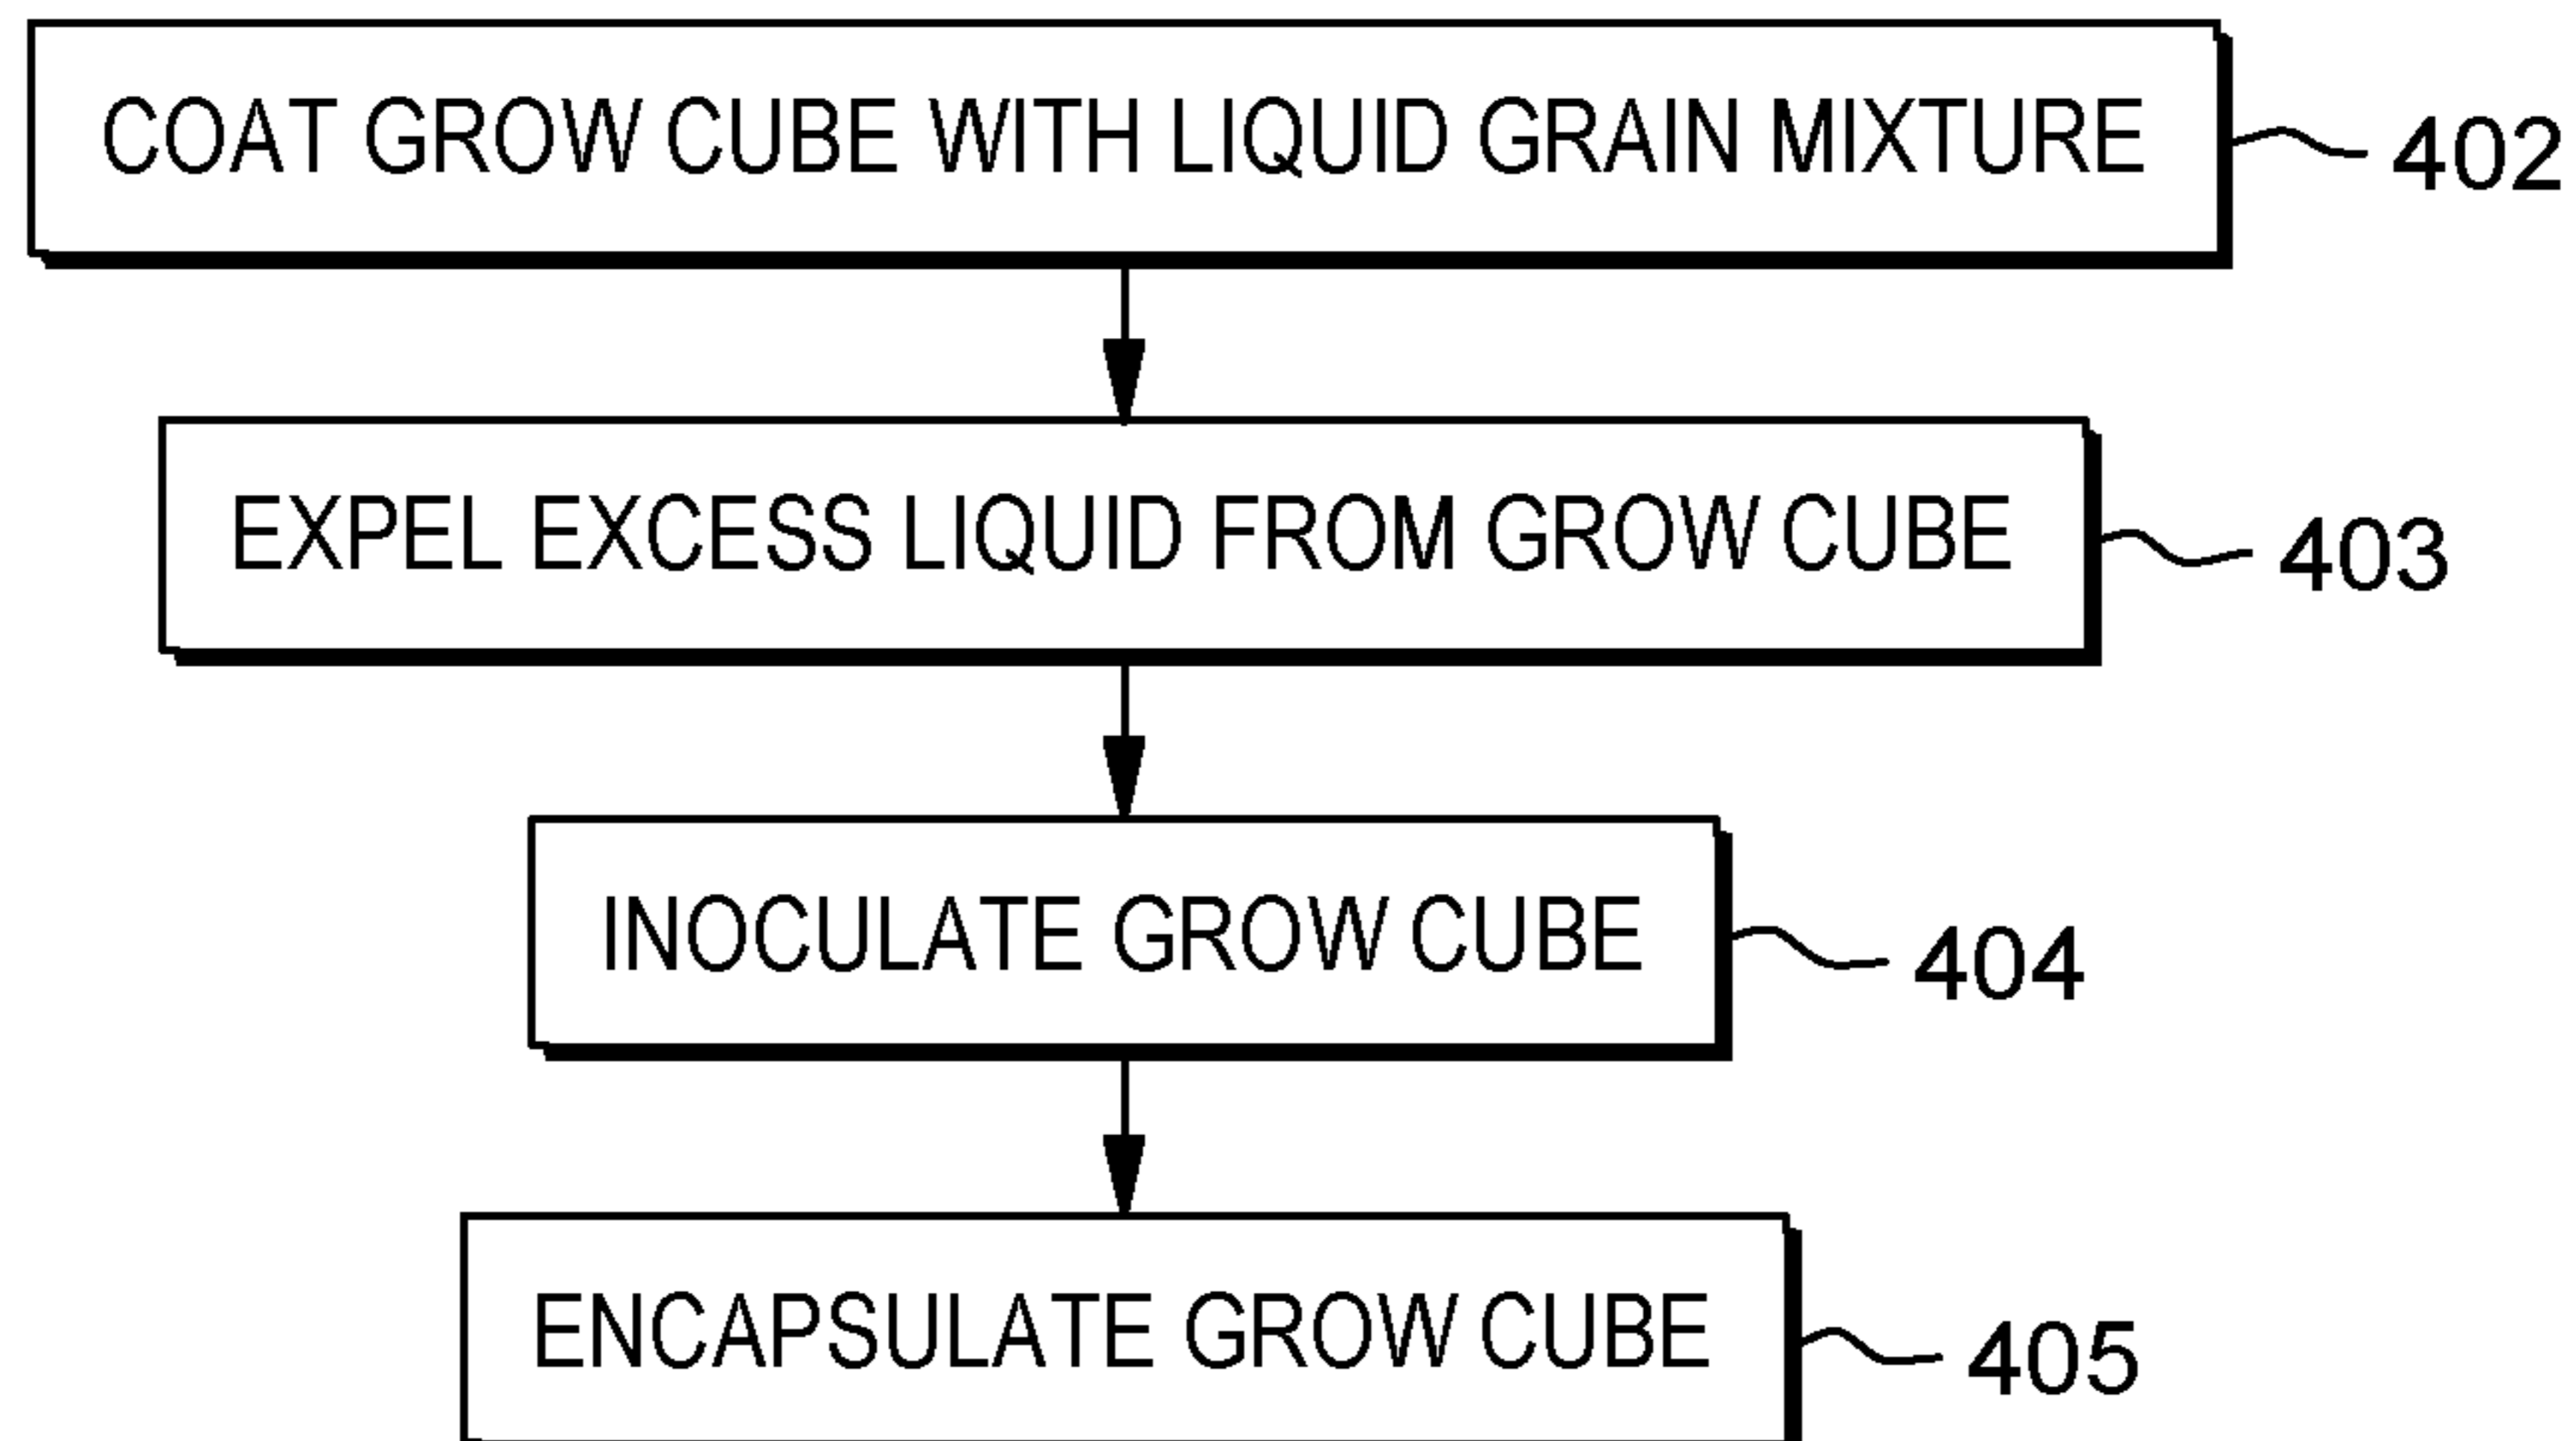 COAT GROW CUBE WITH LIQUID GRAIN MIXTURE 402
EXPEL EXCESS LIQUID FROM GROW CUBE 403
INOCULATE GROW CUBE 404
ENCAPSULATE GROW CUBE 405